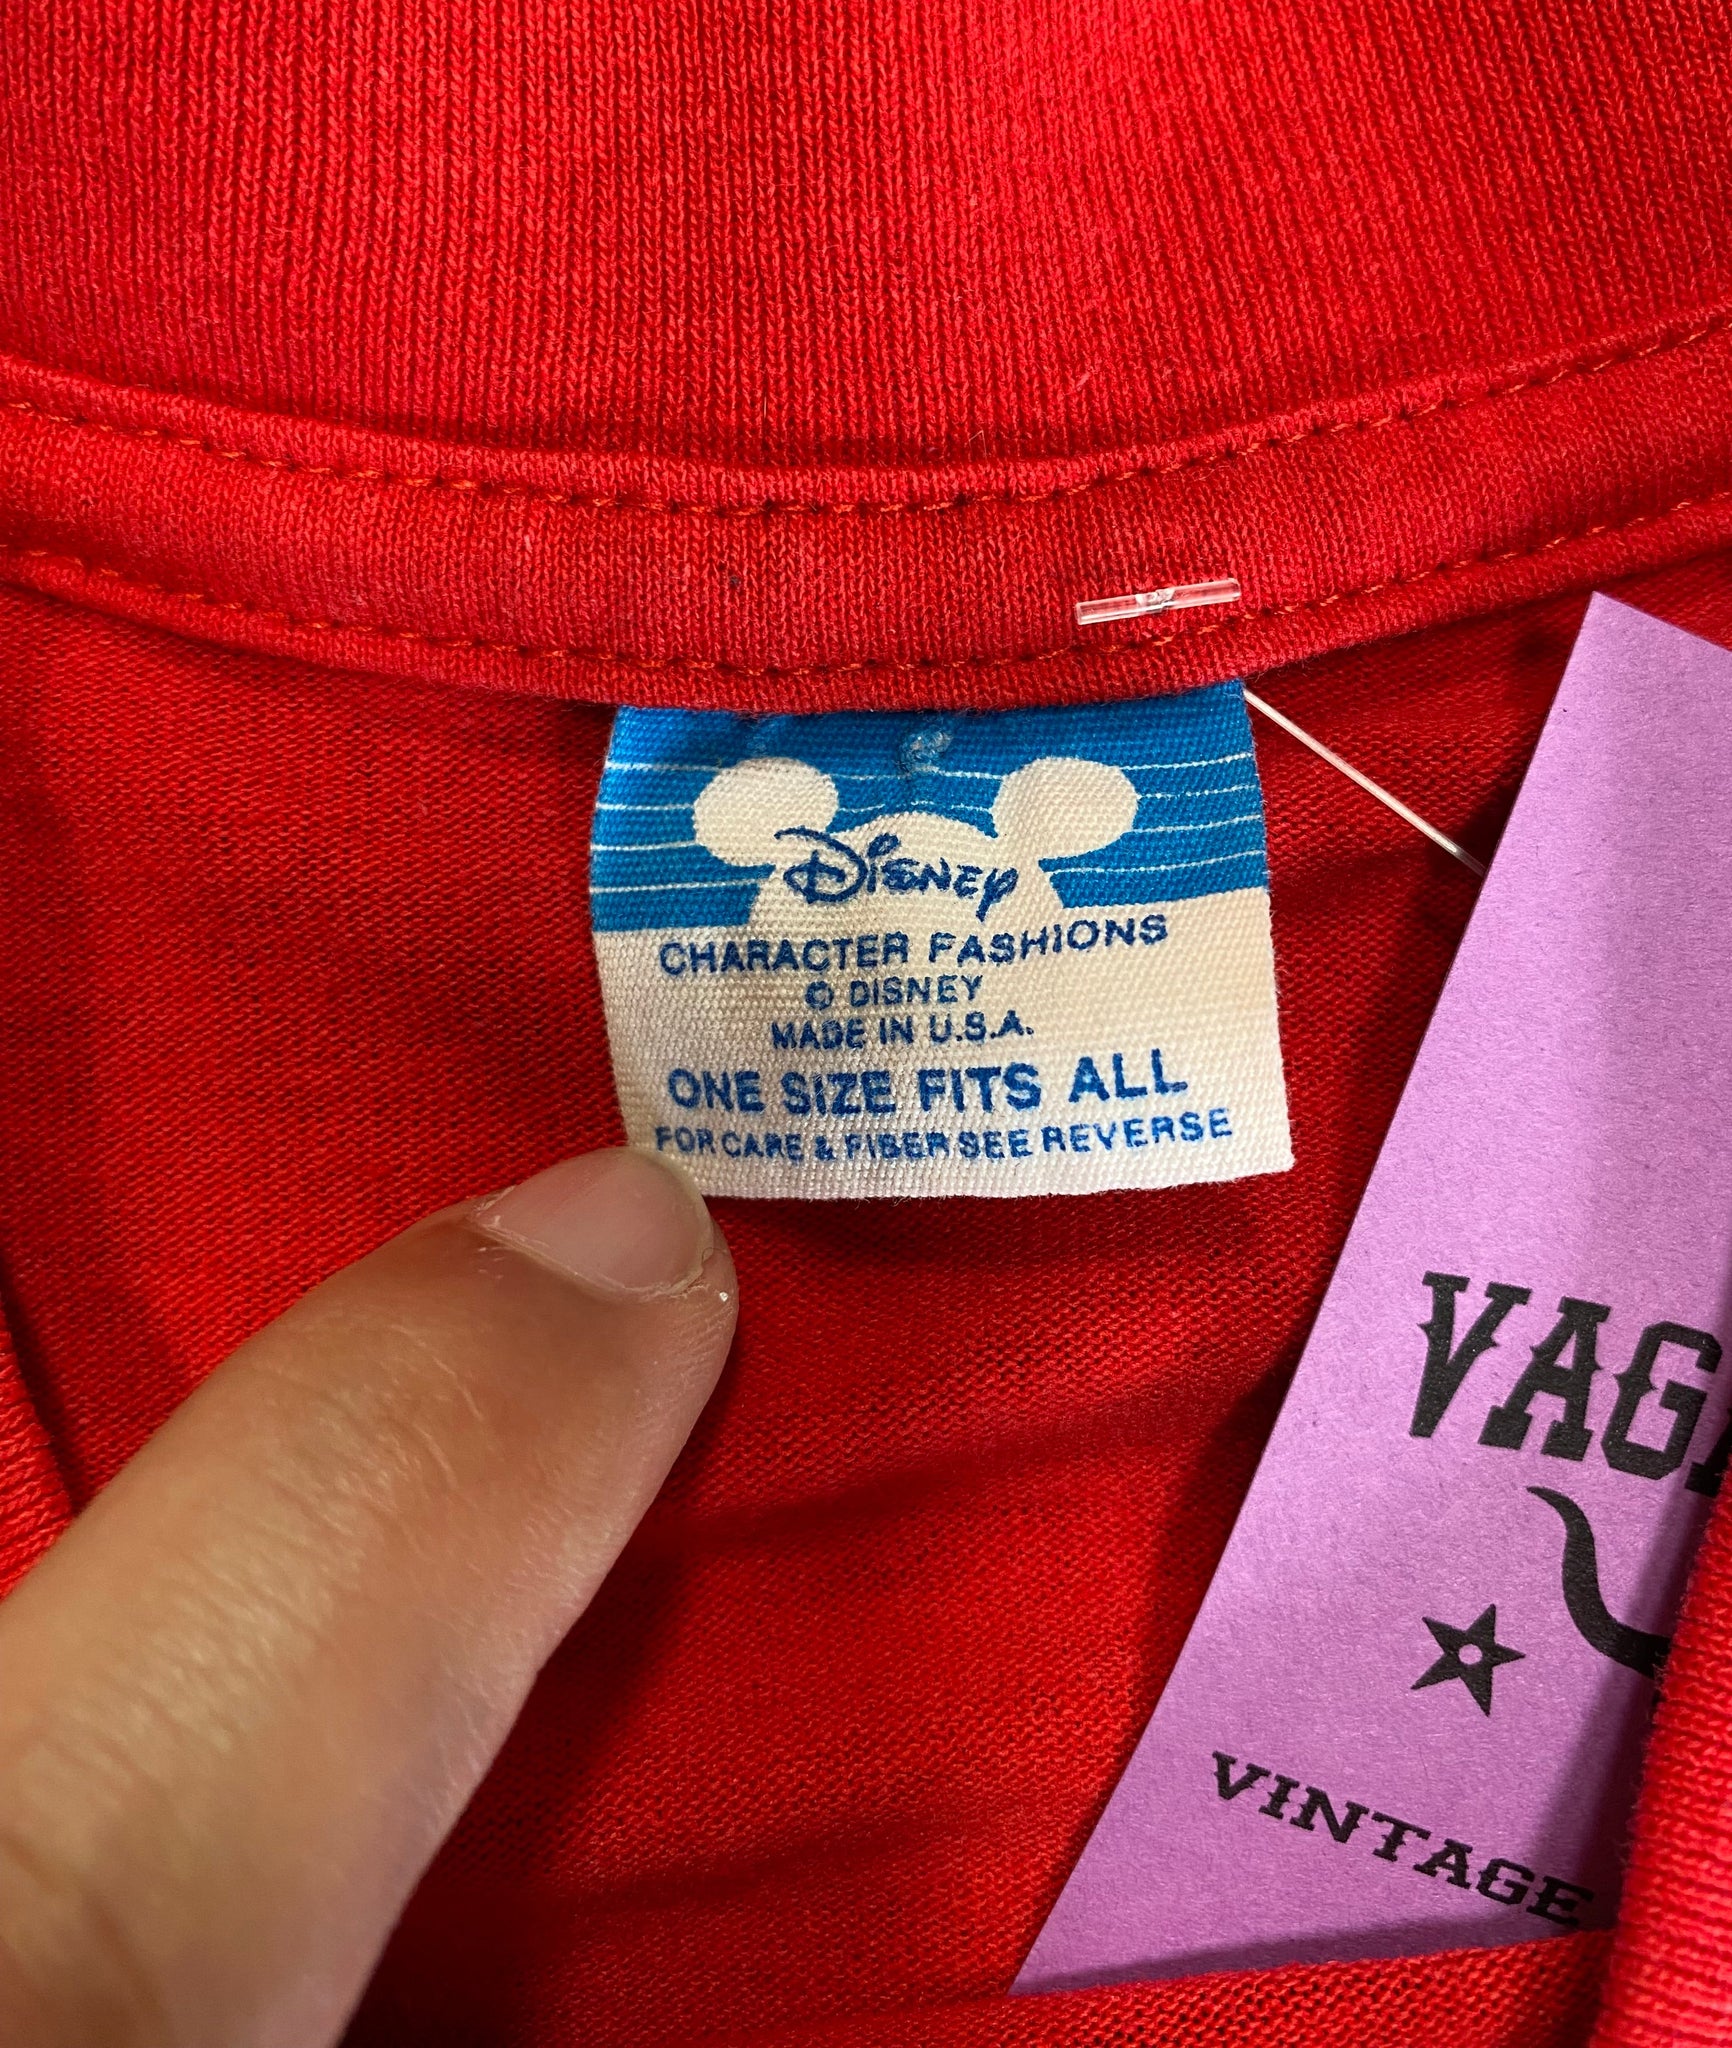 Disney
CHARACTER FASHIONS
© DISNEY
MADE IN U.S.A.
ONE SIZE FITS ALL
FOR CARE & FIBER SEE REVERSE
VAG
VINTAGE